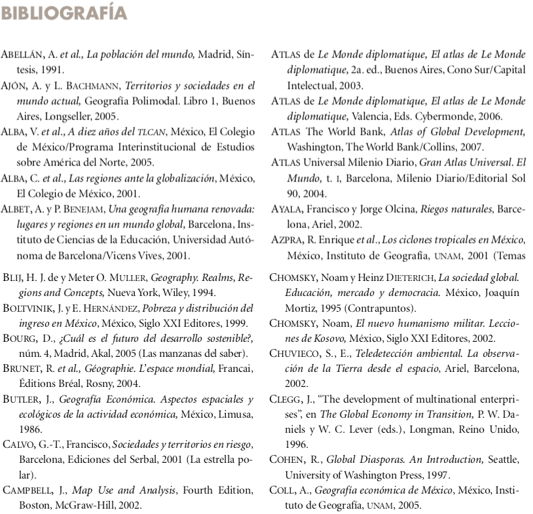 BIBLIOGRAFÍA
ABELLÁN, A. et al., La población del mundo, Madrid, Sín-
tesis, 1991.
AJÓN, A. y L. BACHMANN, Territorios y sociedades en el
mundo actual, Geografía Polimodal. Libro 1, Buenos
Aires, Longseller, 2005.
ALBA, V. et al., A diez años del TLCAN, México, El Colegio
de México/Programa Interinstitucional de Estudios
sobre América del Norte, 2005.
ALBA, C. et al., Las regiones ante la globalización, México,
El Colegio de México, 2001.
ALBET, A. y P. BENEJAM, Una geografía humana renovada:
lugares y regiones en un mundo global, Barcelona, Ins-
tituto de Ciencias de la Educación, Universidad Autó-
noma de Barcelona/Vicens Vives, 2001.
BLIJ, H. J. de y Meter O. MULLER, Geography. Realms, Re-
gions and Concepts, Nueva York, Wiley, 1994.
BOLTVINIK, J. y E. HERNÁNDEZ, Pobreza y distribución del
ingreso en México, México, Siglo XXI Editores, 1999.
BOURG, D., ¿Cuál es el futuro del desarrollo sostenible?,
núm. 4, Madrid, Akal, 2005 (Las manzanas del saber).
BRUNET, R. et al., Géographie. L'espace mondial, Francai,
Éditions Bréal, Rosny, 2004.
BUTLER, J., Geografía Económica. Aspectos espaciales y
ecológicos de la actividad económica, México, Limusa,
1986.
CALVO, G.-T., Francisco, Sociedades y territorios en riesgo,
Barcelona, Ediciones del Serbal, 2001 (La estrella po-
lar).
CAMPBELL, J., Map Use and Analysis, Fourth Edition,
Boston, McGraw-Hill, 2002.
ATLAS de Le Monde diplomatique, El atlas de Le Monde
diplomatique, 2a. ed., Buenos Aires, Cono Sur/Capital
Intelectual, 2003.
ATLAS de Le Monde diplomatique, El atlas de Le Monde
diplomatique, Valencia, Eds. Cybermonde, 2006.
ATLAS The World Bank, Atlas of Global Development,
Washington, The World Bank/Collins, 2007.
ATLAS Universal Milenio Diario, Gran Atlas Universal. El
Mundo, t. I, Barcelona, Milenio Diario/Editorial Sol
90, 2004.
AYALA, Francisco y Jorge Olcina, Riegos naturales, Barce-
lona, Ariel, 2002.
AZPRA, R. Enrique et al., Los ciclones tropicales en México,
México, Instituto de Geografía, UNAM, 2001 (Temas
CHOMSKY, Noam y Heinz DIETERICH, La sociedad global.
Educación, mercado y democracia. México, Joaquín
Mortiz, 1995 (Contrapuntos).
CHOMSKY, Noam, El nuevo humanismo militar. Leccio-
nes de Kosovo, México, Siglo XXI Editores, 2002.
CHUVIECO, S., E., Teledetección ambiental. La observa-
ción de la Tierra desde el espacio, Ariel, Barcelona,
2002.
CLEGG, J., "The development of multinational enterpri-
ses", en The Global Economy in Transition, P. W. Da-
niels y W. C. Lever (eds.), Longman, Reino Unido,
1996.
COHEN, R., Global Diasporas. An Introduction, Seattle,
University of Washington Press, 1997.
COLL, A., Geografía económica de México, México, Insti-
tuto de Geografía, UNAM, 2005.